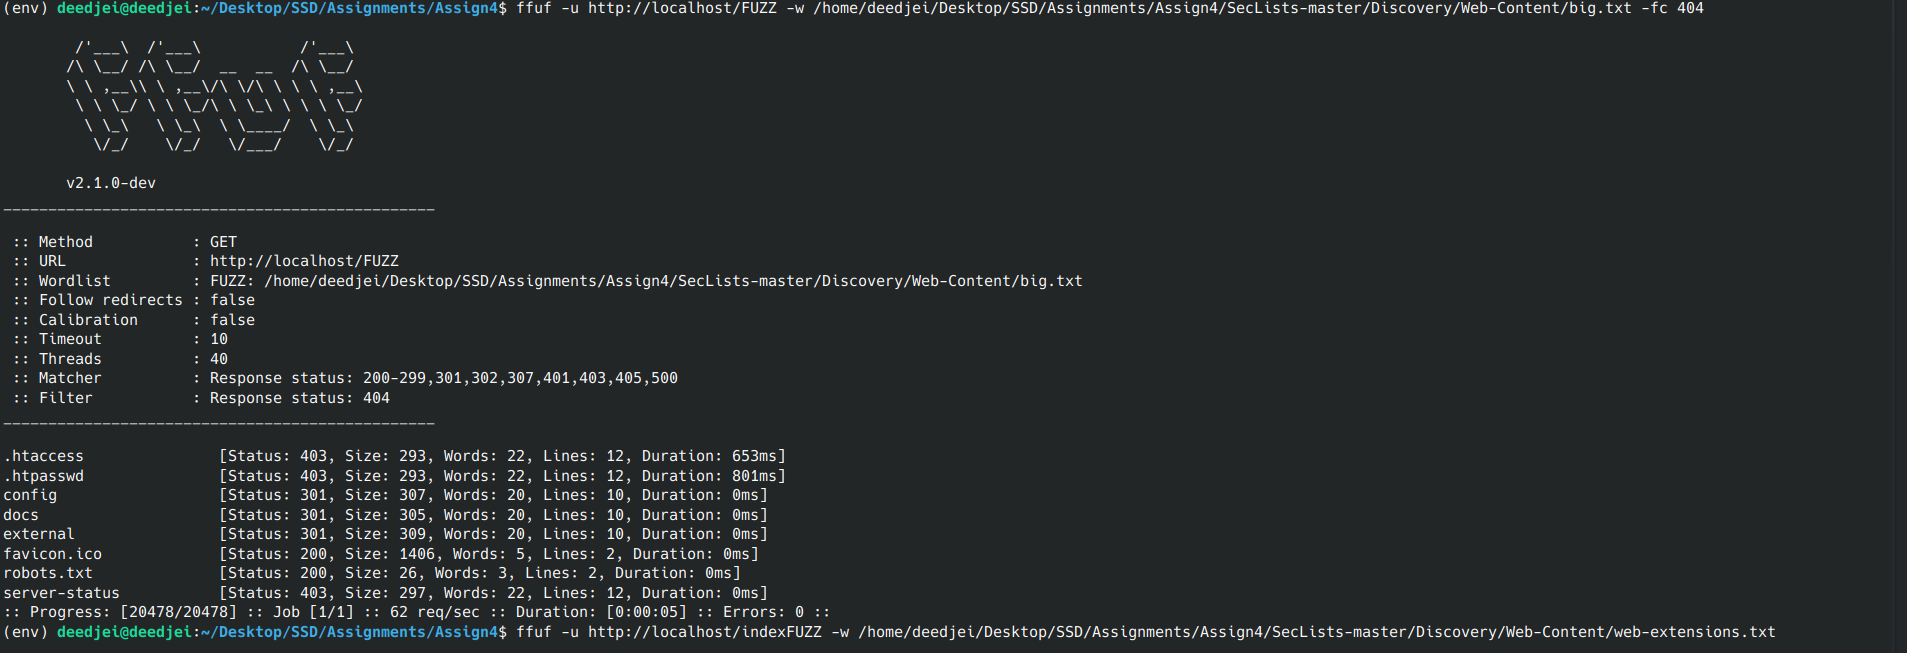 (env) deedjei@deedjei:~/Desktop/SSD/Assignments/Assign4$ ffuf -u http://localhost/FUZZ -w /home/deedjei/Desktop/SSD/Assignments/Assign4/SecLists-master/Discovery/Web-Content/big.txt -fc 404
        /'___\  /'___\           /'___\
       /\ \__/ /\ \__/  __  __  /\ \__/
       \ \ ,__\\ \ ,__\/\ \/\ \ \ \ ,__\
        \ \ \_/ \ \ \_/\ \ \_\ \ \ \ \_/
         \ \_\   \ \_\  \ \____/  \ \_\
          \/_/    \/_/   \/___/    \/_/
       v2.1.0-dev
________________________________________________
 :: Method           : GET
 :: URL              : http://localhost/FUZZ
 :: Wordlist         : FUZZ: /home/deedjei/Desktop/SSD/Assignments/Assign4/SecLists-master/Discovery/Web-Content/big.txt
 :: Follow redirects : false
 :: Calibration      : false
 :: Timeout          : 10
 :: Threads          : 40
 :: Matcher          : Response status: 200-299,301,302,307,401,403,405,500
 :: Filter           : Response status: 404
________________________________________________
.htaccess               [Status: 403, Size: 293, Words: 22, Lines: 12, Duration: 653ms]
.htpasswd               [Status: 403, Size: 293, Words: 22, Lines: 12, Duration: 801ms]
config                  [Status: 301, Size: 307, Words: 20, Lines: 10, Duration: 0ms]
docs                    [Status: 301, Size: 305, Words: 20, Lines: 10, Duration: 0ms]
external                [Status: 301, Size: 309, Words: 20, Lines: 10, Duration: 0ms]
favicon.ico             [Status: 200, Size: 1406, Words: 5, Lines: 2, Duration: 0ms]
robots.txt              [Status: 200, Size: 26, Words: 3, Lines: 2, Duration: 0ms]
server-status           [Status: 403, Size: 297, Words: 22, Lines: 12, Duration: 0ms]
:: Progress: [20478/20478] :: Job [1/1] :: 62 req/sec :: Duration: [0:00:05] :: Errors: 0 ::
(env) deedjei@deedjei:~/Desktop/SSD/Assignments/Assign4$ ffuf -u http://localhost/indexFUZZ -w /home/deedjei/Desktop/SSD/Assignments/Assign4/SecLists-master/Discovery/Web-Content/web-extensions.txt